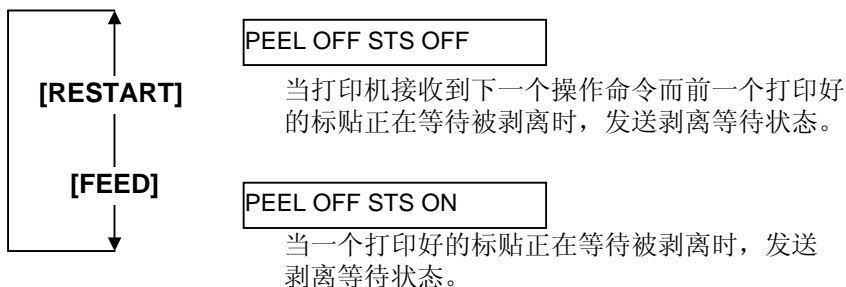 PEEL OFF STS OFF
[RESTART]
当打印机接收到下一个操作命令而前一个打印好
的标贴正在等待被剥离时，发送剥离等待状态。
[FEED]
PEEL OFF STS ON
当一个打印好的标贴正在等待被剥离时，发送
剥离等待状态。